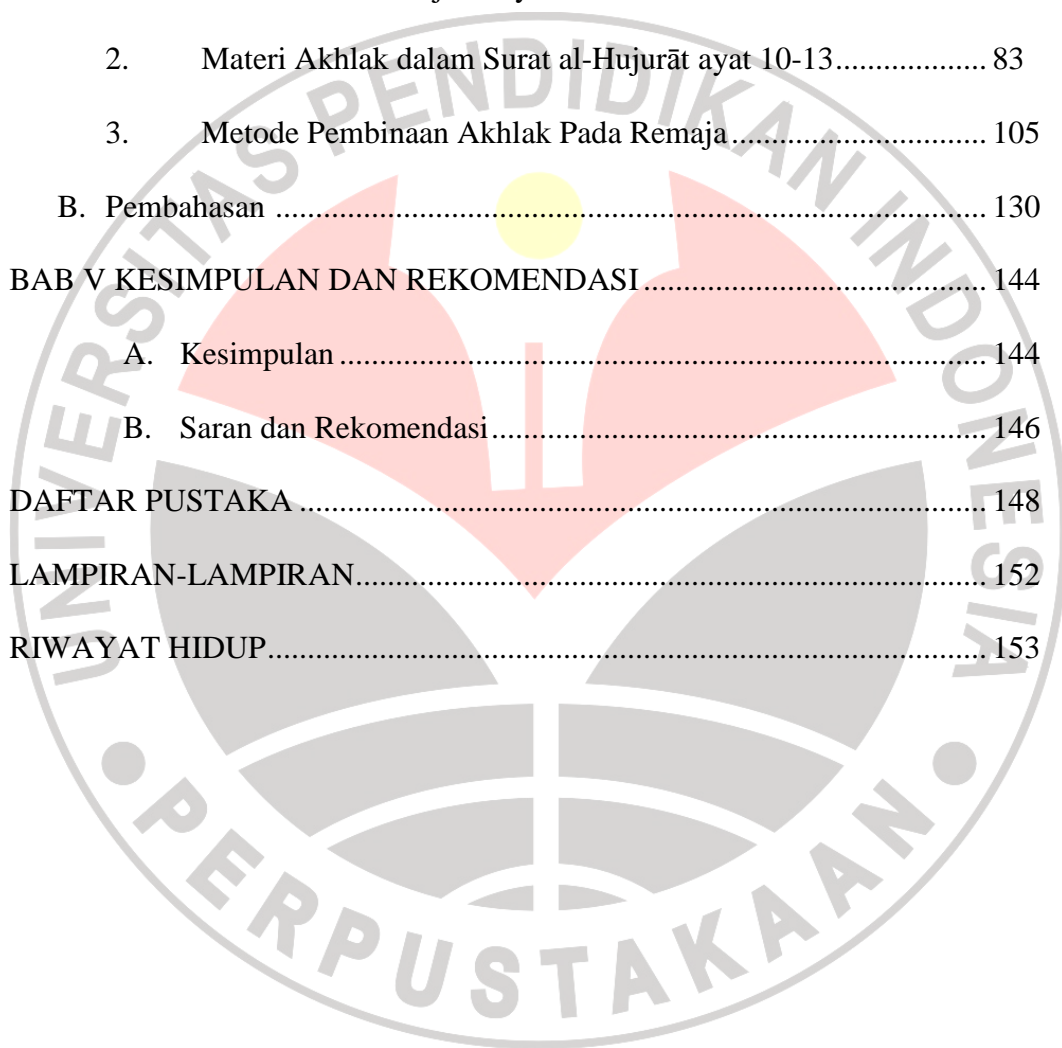 2. Materi Akhlak dalam Surat al-Hujurāt ayat 10-13................... 83
3. Metode Pembinaan Akhlak Pada Remaja............................. 105
B. Pembahasan .................................................................................. 130
BAB V KESIMPULAN DAN REKOMENDASI....................................... 144
A. Kesimpulan .......................................................................... 144
B. Saran dan Rekomendasi......................................................... 146
DAFTAR PUSTAKA ............................................................................... 148
LAMPIRAN-LAMPIRAN......................................................................... 152
RIWAYAT HIDUP................................................................................... 153
UNIVERSITAS PENDIDIKAN INDONESIA
PERPUSTAKAAN